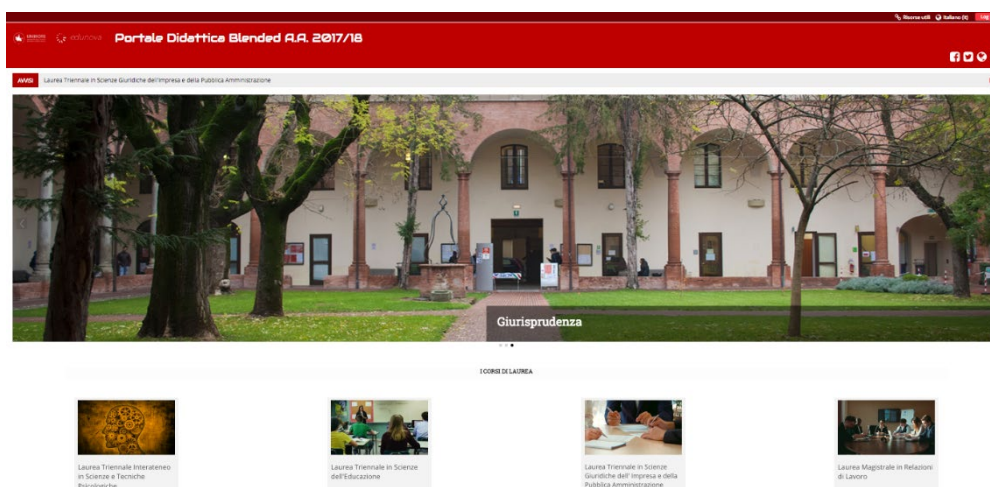 Risorse utili Italiano (it)
edunova Portale Didattica Blended A.A. 2017/18
AVVISI Laurea Triennale in Scienze Giuridiche dell'Impresa e della Pubblica Amministrazione
Giurisprudenza
I CORSI DI LAUREA
Laurea Triennale Interateneo
in Scienze e Tecniche
Psicologiche
Laurea Triennale in Scienze
dell'Educazione
Laurea Triennale in Scienze
Giuridiche dell' Impresa e della
Pubblica Amministrazione
Laurea Magistrale in Relazioni
di Lavoro